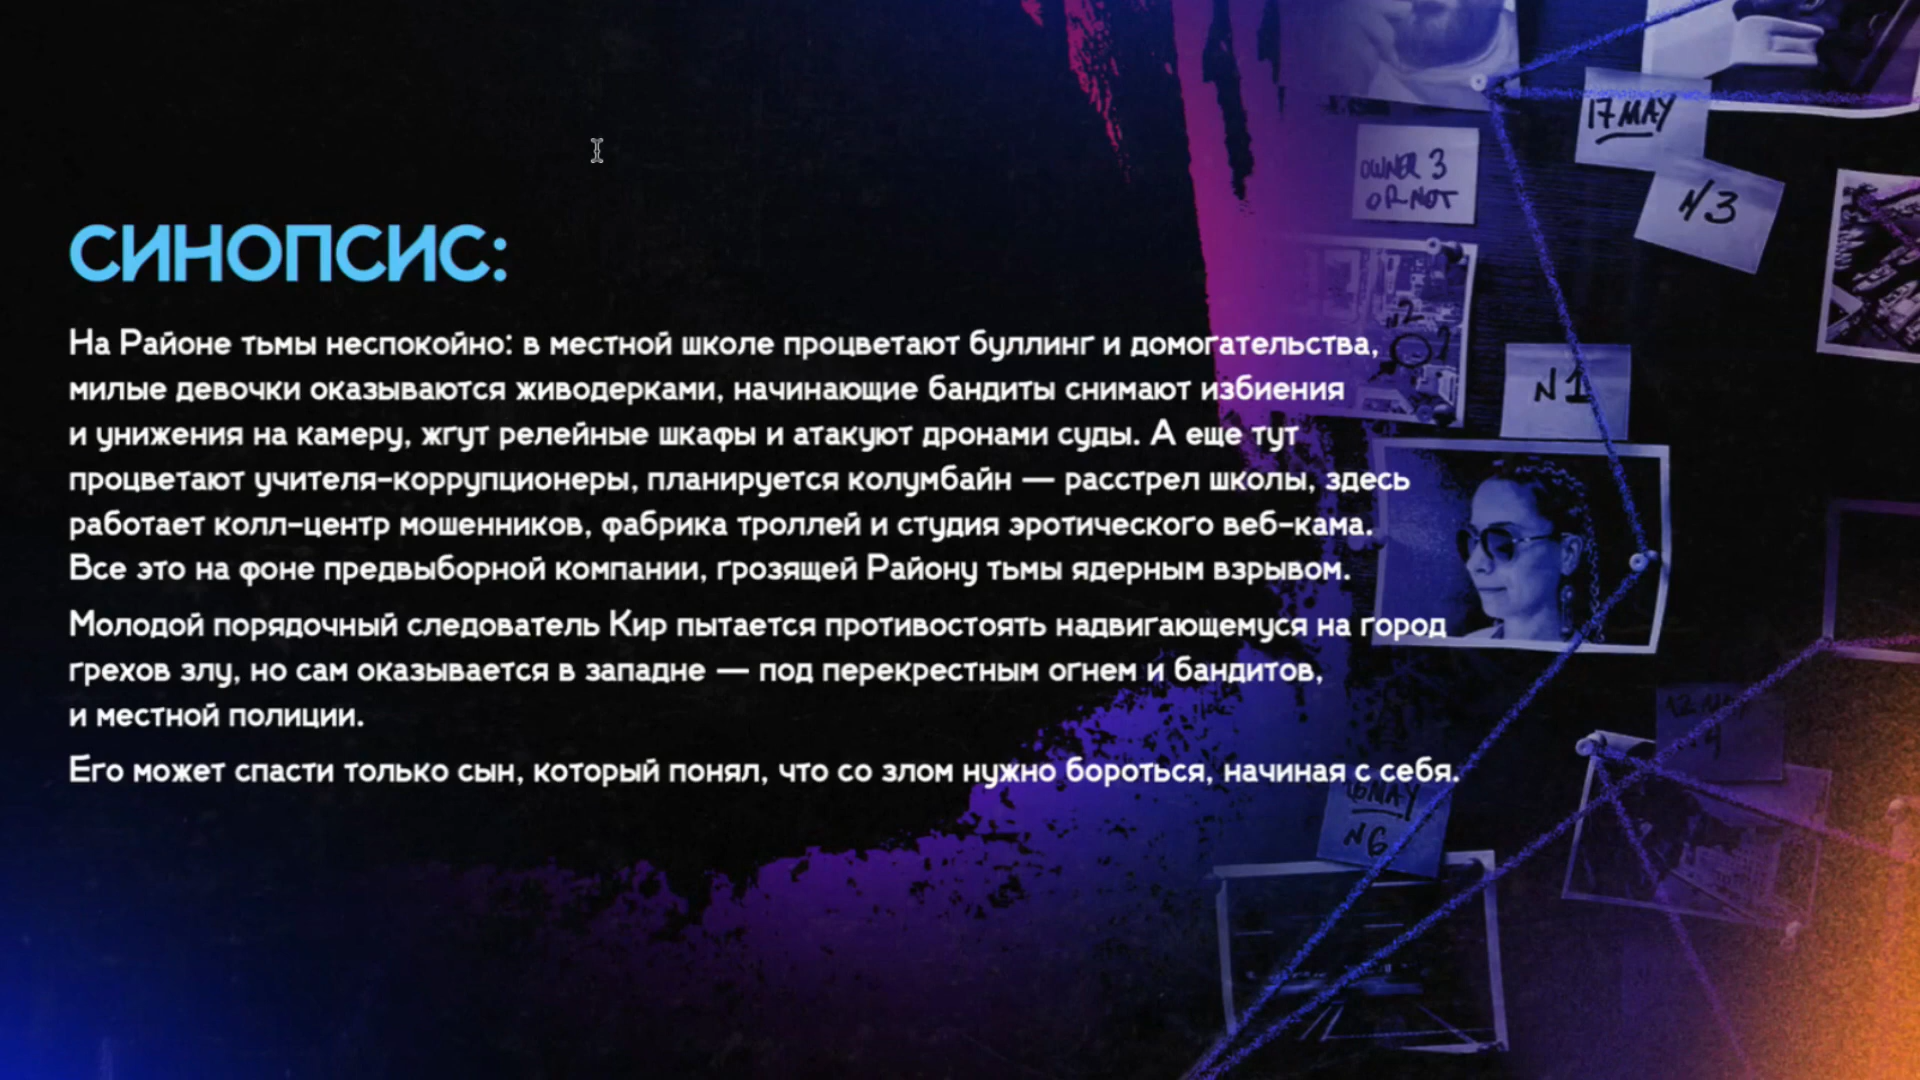 17 MAY
OWNER 3
OR NOT
N3
СИНОПСИС:
N2
На Районе тьмы неспокойно: в местной школе процветают буллинг и домогательства,
милые девочки оказываются живодерками, начинающие бандиты снимают избиения
N1
и унижения на камеру, жгут релейные шкафы и атакуют дронами суды. А еще тут
процветают учителя-коррупционеры, планируется колумбайн — расстрел школы, здесь
работает колл-центр мошенников, фабрика троллей и студия эротического веб-кама.
Все это на фоне предвыборной компании, грозящей Району тьмы ядерным взрывом.
Молодой порядочный следователь Кир пытается противостоять надвигающемуся на город
грехов злу, но сам оказывается в западне — под перекрестным огнем и бандитов,
и местной полиции.
Его может спасти только сын, который понял, что со злом нужно бороться, начиная с себя.
16 MAY
N6